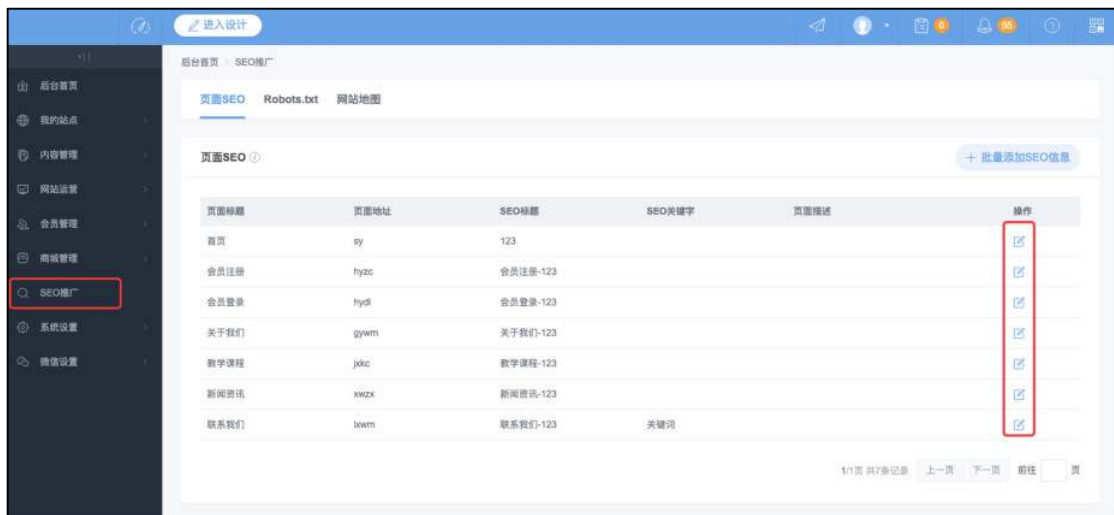 进入设计
0
55
后台首页 / SEO推广
后台首页
我的站点
内容管理
网站运营
会员管理
商城管理
SEO推广
系统设置
微信设置
页面SEO Robots.txt 网站地图
页面SEO
+ 批量添加SEO信息
页面标题 页面地址 SEO标题 SEO关键字 页面描述 操作
首页 sy 123
会员注册 hyzc 会员注册-123
会员登录 hydl 会员登录-123
关于我们 gywm 关于我们-123
教学课程 jxkc 教学课程-123
新闻资讯 xwzx 新闻资讯-123
联系我们 lxwm 联系我们-123 关键词
1/1页 共7条记录 上一页 下一页 前往 页